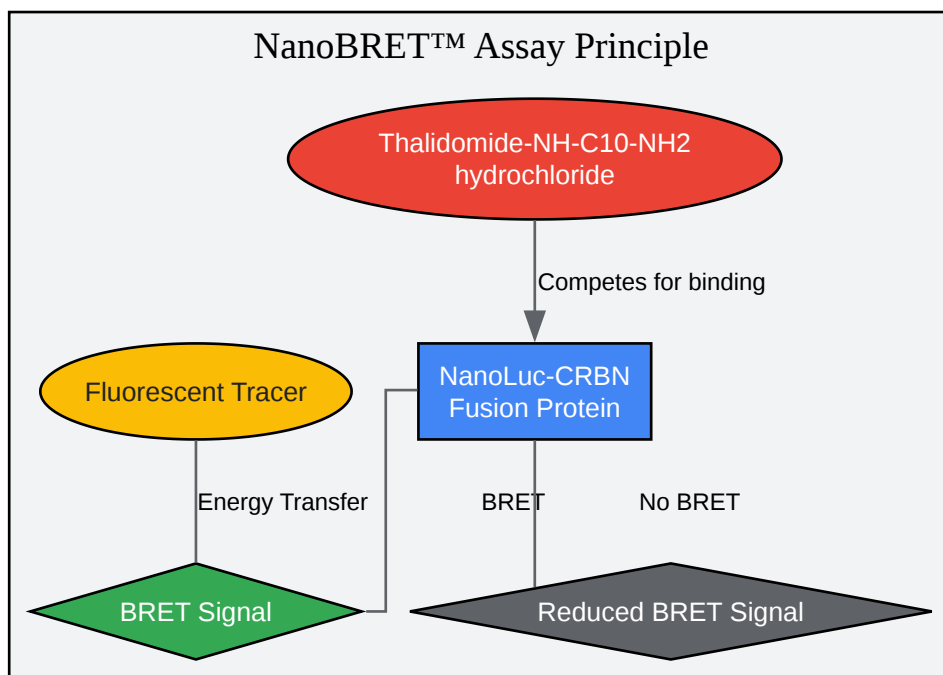 NanoBRET™ Assay Principle
Thalidomide-NH-C10-NH2
hydrochloride
Competes for binding
Fluorescent Tracer
NanoLuc-CRBN
Fusion Protein
Energy Transfer
BRET
No BRET
BRET Signal
Reduced BRET Signal